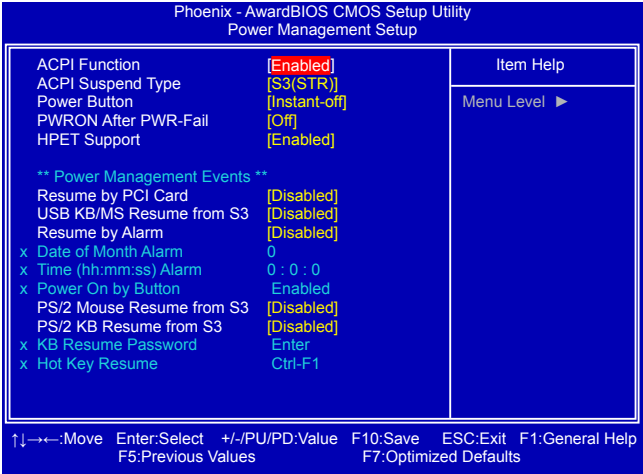 Phoenix - AwardBIOS CMOS Setup Utility
Power Management Setup
ACPI Function [Enabled]
ACPI Suspend Type [S3(STR)]
Power Button [Instant-off]
PWRON After PWR-Fail [Off]
HPET Support [Enabled]
** Power Management Events **
Resume by PCI Card [Disabled]
USB KB/MS Resume from S3 [Disabled]
Resume by Alarm [Disabled]
x Date of Month Alarm 0
x Time (hh:mm:ss) Alarm 0 : 0 : 0
x Power On by Button Enabled
PS/2 Mouse Resume from S3 [Disabled]
PS/2 KB Resume from S3 [Disabled]
x KB Resume Password Enter
x Hot Key Resume Ctrl-F1
Item Help
Menu Level ►
↑↓→←:Move Enter:Select +/-/PU/PD:Value F10:Save ESC:Exit F1:General Help
F5:Previous Values F7:Optimized Defaults